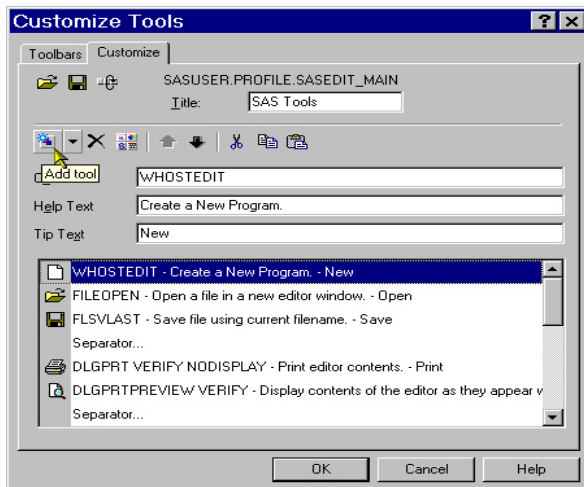 Customize Tools
Toolbars Customize
SASUSER.PROFILE.SASEDIT_MAIN
Title: SAS Tools
Add tool
WHOSTEDIT
Help Text Create a New Program.
Tip Text New
WHOSTEDIT - Create a New Program. - New
FILEOPEN - Open a file in a new editor window. - Open
FLSVLAST - Save file using current filename. - Save
Separator...
DLGPRT VERIFY NODISPLAY - Print editor contents. - Print
DLGPRTPREVIEW VERIFY - Display contents of the editor as they appear w
Separator...
OK Cancel Help